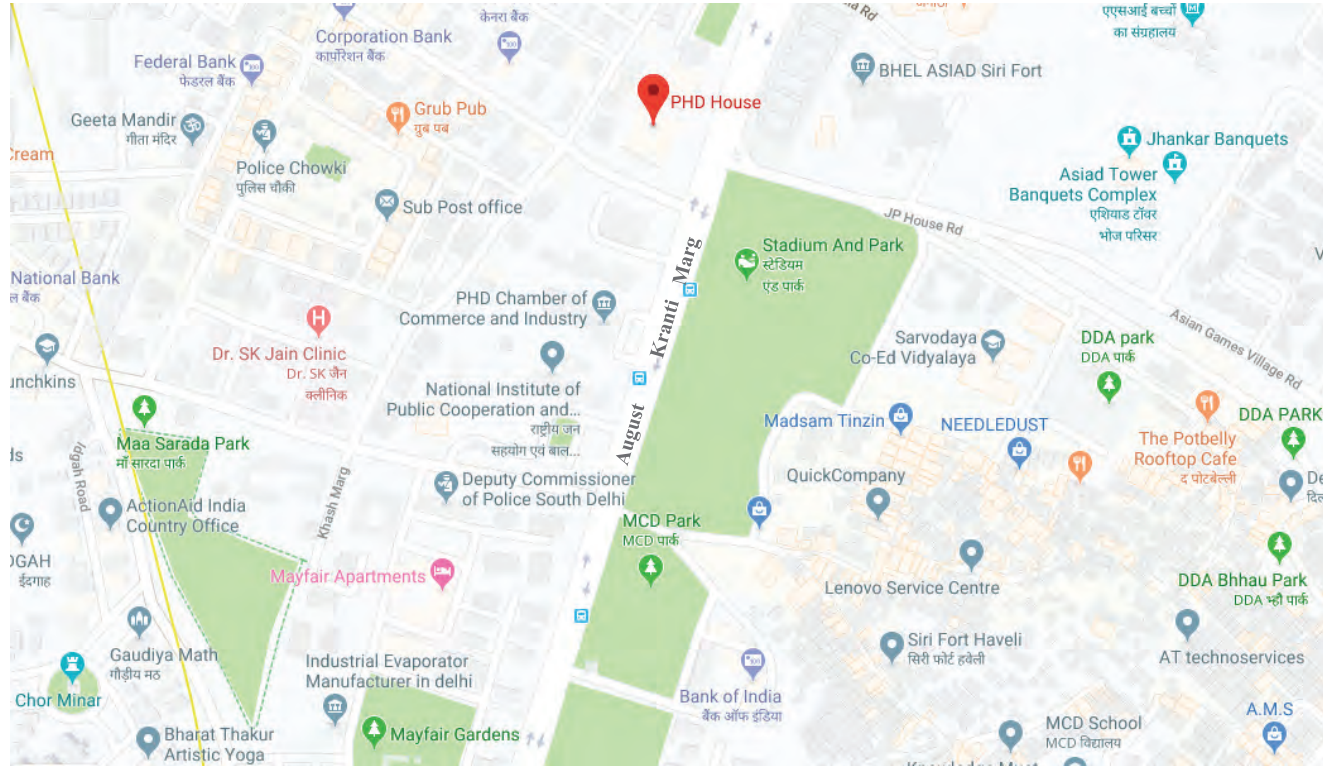 केनरा बैंक
Corporation Bank
कार्पोरेशन बैंक
Federal Bank
फेडरल बैंक
Geeta Mandir
गीता मंदिर
Cream
Grub Pub
ग्रुब पब
Police Chowki
पुलिस चौकी
Sub Post office
PHD House
Rd
BHEL ASIAD Siri Fort
एएसआई बच्चों
का संग्रहालय
Jhankar Banquets
Asiad Tower
Banquets Complex
एशियाड टॉवर
भोज परिसर
JP House Rd
Stadium And Park
स्टेडियम
एंड पार्क
August Kranti Marg
National Bank
ल बैंक
PHD Chamber of
Commerce and Industry
Dr. SK Jain Clinic
Dr. SK जैन
क्लीनिक
unchkins
National Institute of
Public Cooperation and...
राष्ट्रीय जन
सहयोग एवं बाल...
Sarvodaya
Co-Ed Vidyalaya
DDA park
DDA पार्क
Asian Games Village Rd
Madsam Tinzin
NEEDLEDUST
The Potbelly
Rooftop Cafe
द पोटबेल्ली
DDA PARK
DDA पार्क
Maa Sarada Park
माँ सारदा पार्क
ds
Idgah Road
Khash Marg
ActionAid India
Country Office
Deputy Commissioner
of Police South Delhi
QuickCompany
De
दिल
MCD Park
MCD पार्क
DGAH
ईदगाह
Mayfair Apartments
Lenovo Service Centre
DDA Bhhau Park
DDA भ्हौ पार्क
Gaudiya Math
गौड़ीय मठ
Chor Minar
Industrial Evaporator
Manufacturer in delhi
Siri Fort Haveli
सिरी फोर्ट हवेली
AT technoservices
Bank of India
बैंक ऑफ इंडिया
Bharat Thakur
Artistic Yoga
Mayfair Gardens
MCD School
MCD विद्यालय
A.M.S